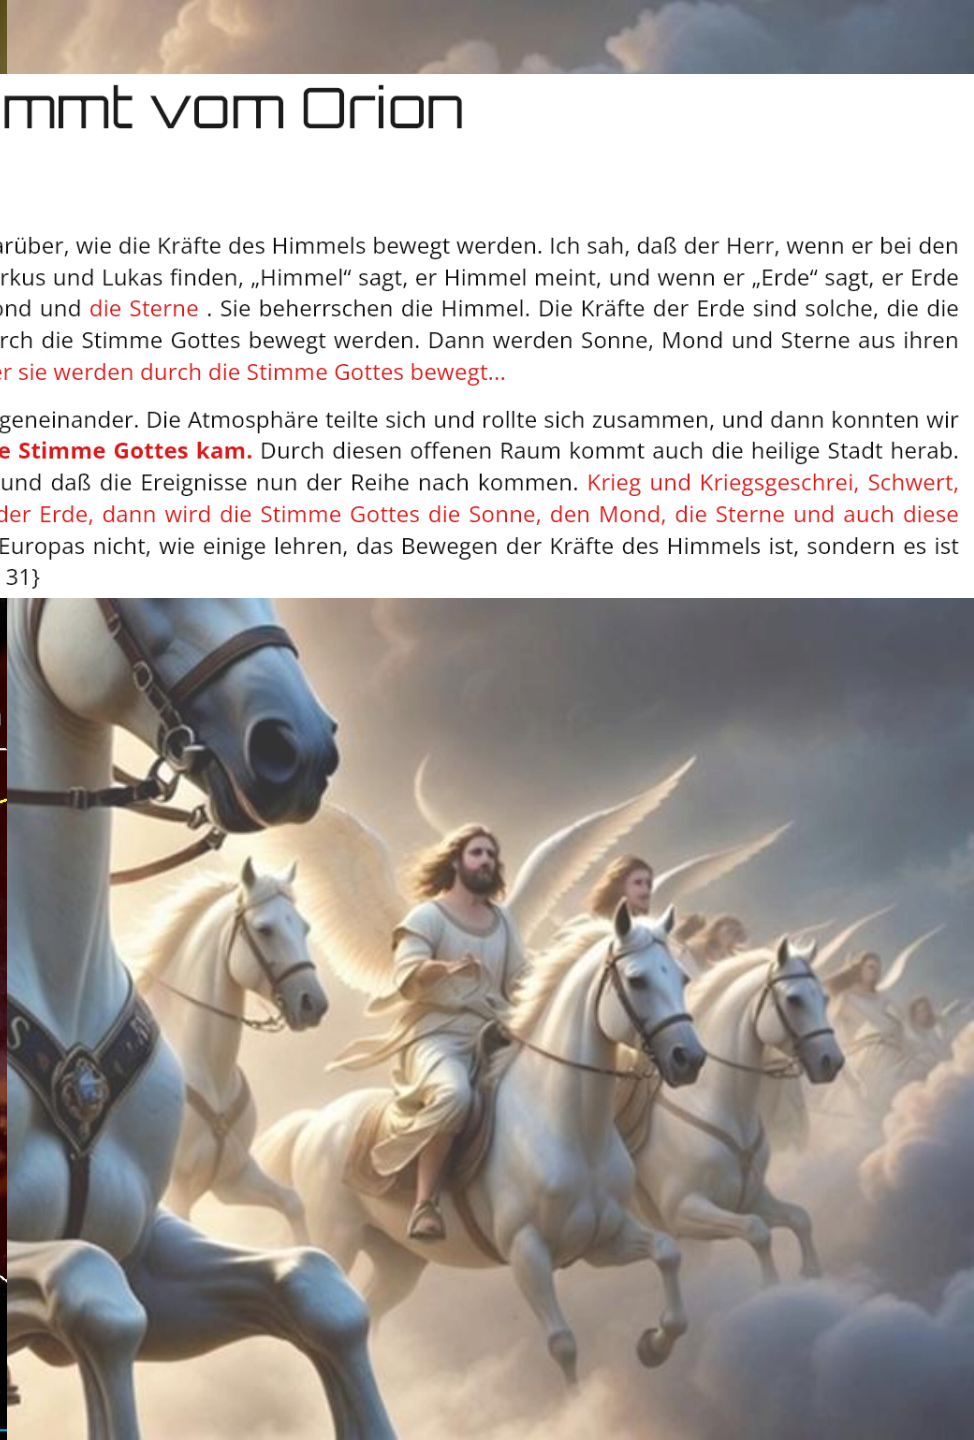 mmt vom Orion
arüber, wie die Kräfte des Himmels bewegt werden. Ich sah, daß der Herr, wenn er bei den
rkus und Lukas finden, „Himmel“ sagt, er Himmel meint, und wenn er „Erde“ sagt, er Erde
ond und die Sterne . Sie beherrschen die Himmel. Die Kräfte der Erde sind solche, die die
rch die Stimme Gottes bewegt werden. Dann werden Sonne, Mond und Sterne aus ihren
er sie werden durch die Stimme Gottes bewegt...
geneinander. Die Atmosphäre teilte sich und rollte sich zusammen, und dann konnten wir
e Stimme Gottes kam. Durch diesen offenen Raum kommt auch die heilige Stadt herab.
und daß die Ereignisse nun der Reihe nach kommen. Krieg und Kriegsgeschrei, Schwert,
der Erde, dann wird die Stimme Gottes die Sonne, den Mond, die Sterne und auch diese
Europas nicht, wie einige lehren, das Bewegen der Kräfte des Himmels ist, sondern es ist
31}